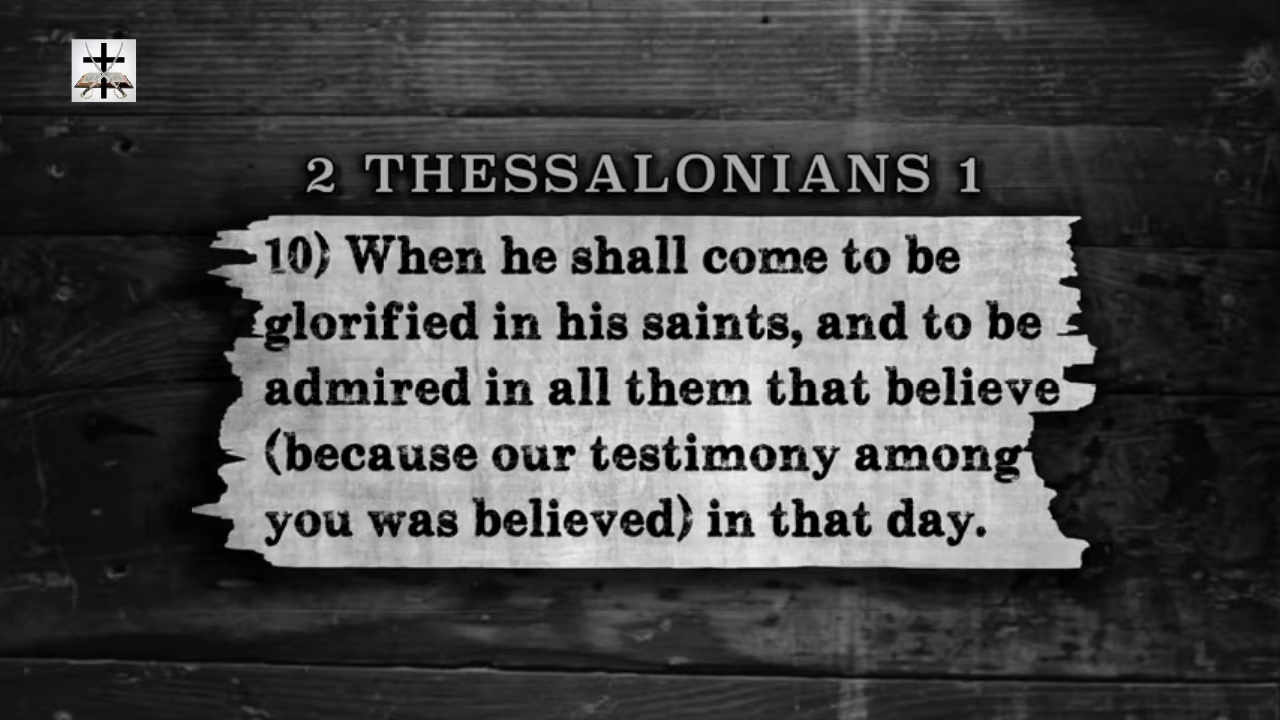 2 THESSALONIANS 1
10) When he shall come to be
glorified in his saints, and to be
admired in all them that believe
(because our testimony among
you was believed) in that day.